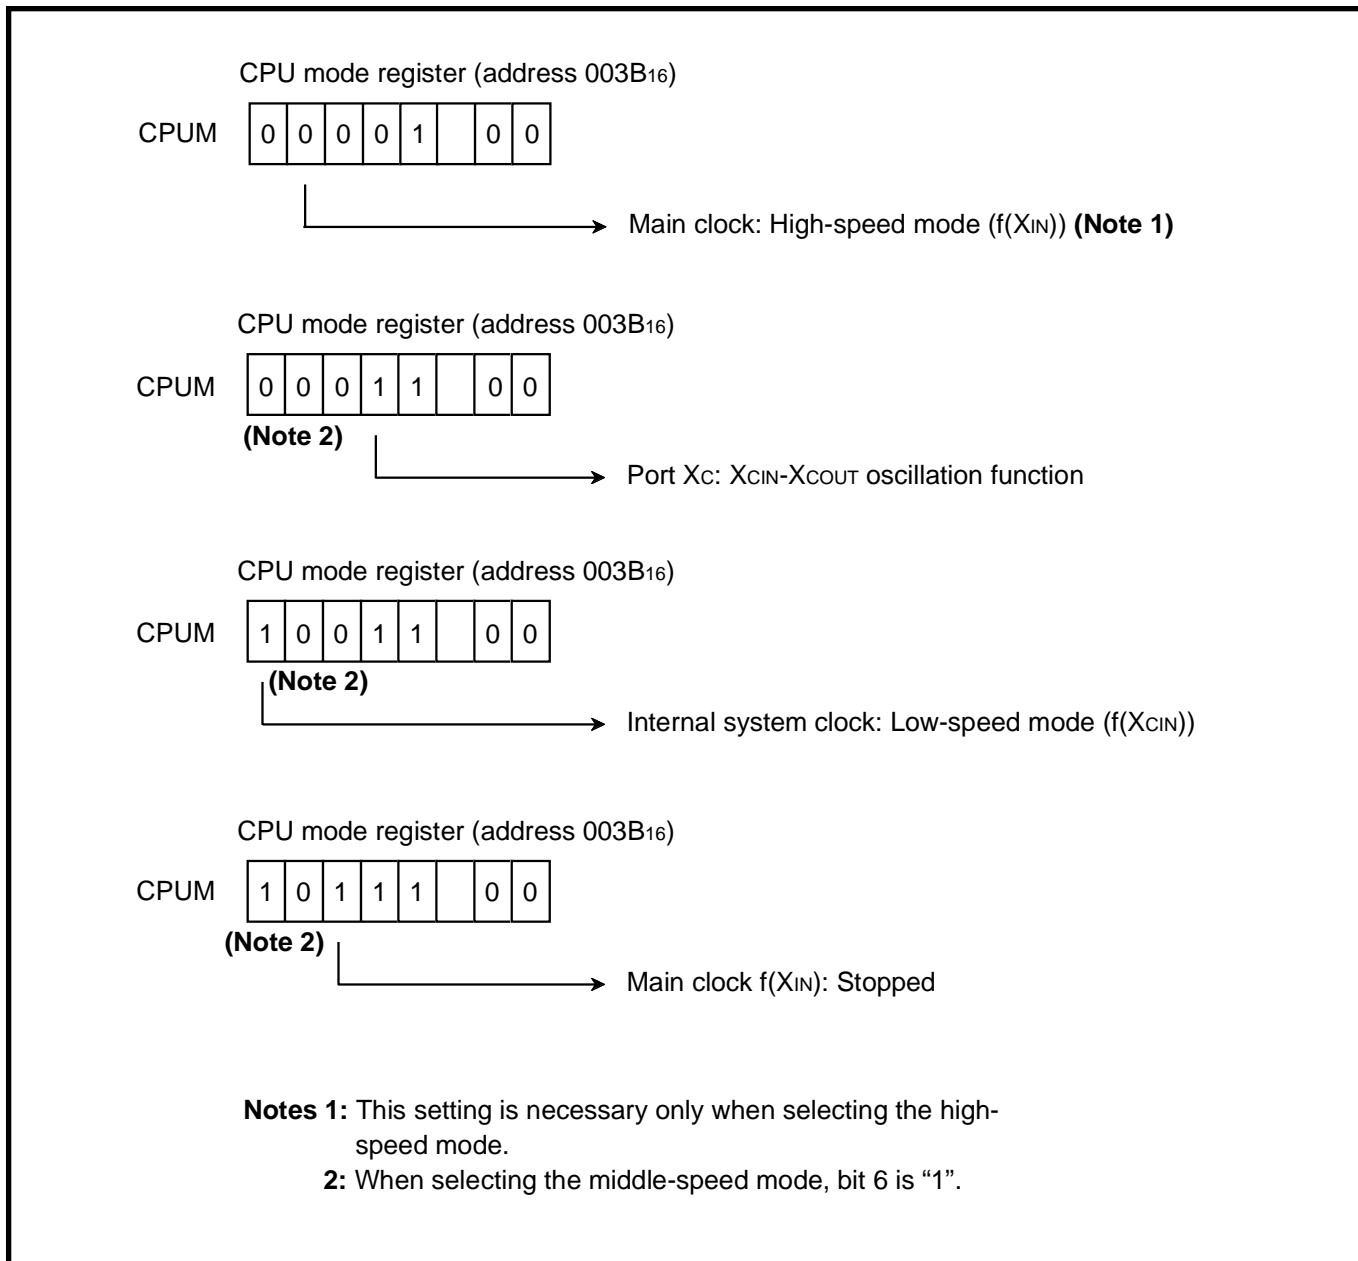 CPU mode register (address 003B16)
CPUM 0 0 0 0 1 0 0
Main clock: High-speed mode (f(XIN)) (Note 1)
CPU mode register (address 003B16)
CPUM 0 0 0 1 1 0 0
(Note 2)
Port XC: XCIN-XCOUT oscillation function
CPU mode register (address 003B16)
CPUM 1 0 0 1 1 0 0
(Note 2)
Internal system clock: Low-speed mode (f(XCIN))
CPU mode register (address 003B16)
CPUM 1 0 1 1 1 0 0
(Note 2)
Main clock f(XIN): Stopped
Notes 1: This setting is necessary only when selecting the high-
speed mode.
2: When selecting the middle-speed mode, bit 6 is “1”.